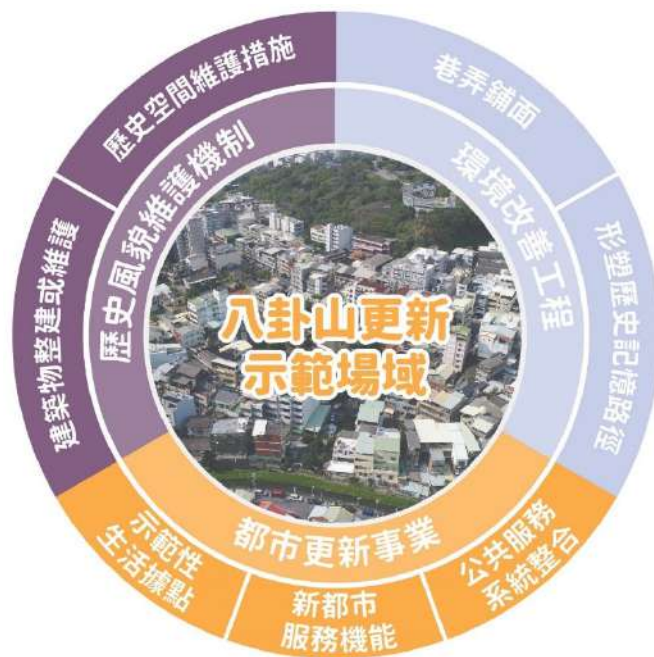 八卦山更新
示範場域
歷史風貌維護機制
歷史空間維護措施
建築物整建或維護
環境改善工程
巷弄鋪面
形塑歷史記憶路徑
都市更新事業
示範性
生活據點
新都市
服務機能
公共服務
系統整合